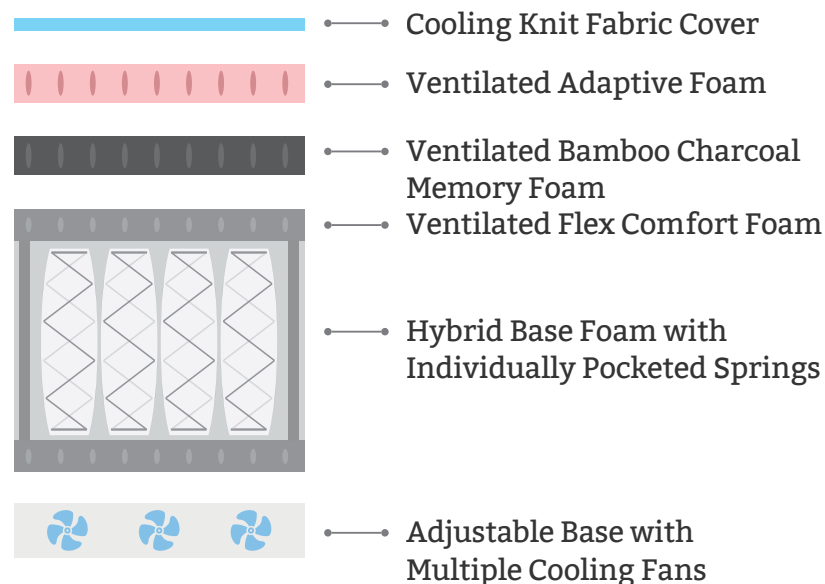 Cooling Knit Fabric Cover
Ventilated Adaptive Foam
Ventilated Bamboo Charcoal
Memory Foam
Ventilated Flex Comfort Foam
Hybrid Base Foam with
Individually Pocketed Springs
Adjustable Base with
Multiple Cooling Fans